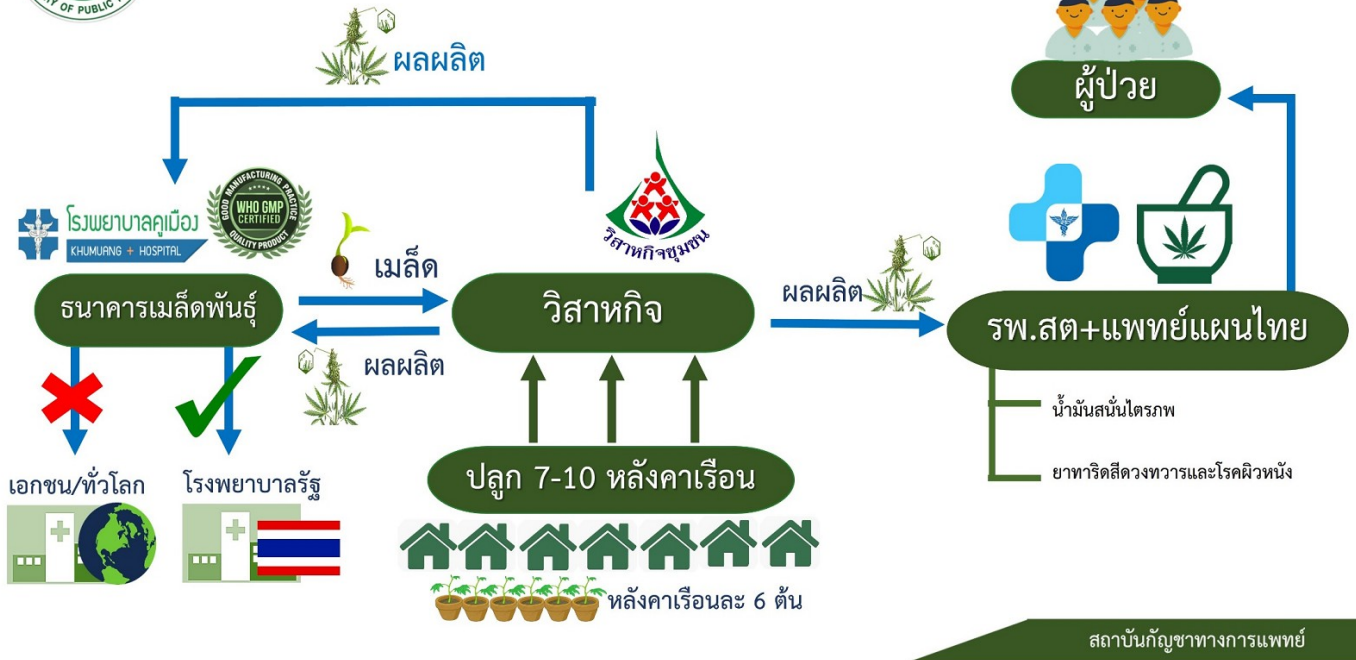 OF PUBLIC
ผลผลิต
ผู้ป่วย
โรงพยาบาลคูเมือง
KHUMUANG + HOSPITAL
GOOD MANUFACTURING PRACTICE
WHO GMP
CERTIFIED
QUALITY PRODUCT
วิสาหกิจชุมชน
เมล็ด
ธนาคารเมล็ดพันธุ์
วิสาหกิจ
ผลผลิต
รพ.สต+แพทย์แผนไทย
ผลผลิต
น้ำมันสนั่นไตรภพ
ยาทาริดสีดวงทวารและโรคผิวหนัง
ปลูก 7-10 หลังคาเรือน
เอกชน/ทั่วโลก
โรงพยาบาลรัฐ
หลังคาเรือนละ 6 ต้น
สถาบันกัญชาทางการแพทย์